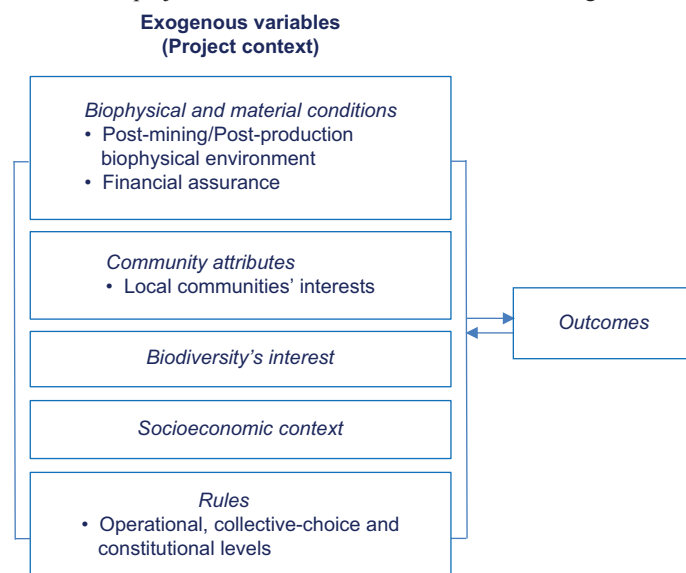 Exogenous variables
(Project context)
Biophysical and material conditions
• Post-mining/Post-production
biophysical environment
• Financial assurance
Community attributes
• Local communities' interests
Biodiversity's interest
Socioeconomic context
Rules
• Operational, collective-choice and
constitutional levels
Outcomes